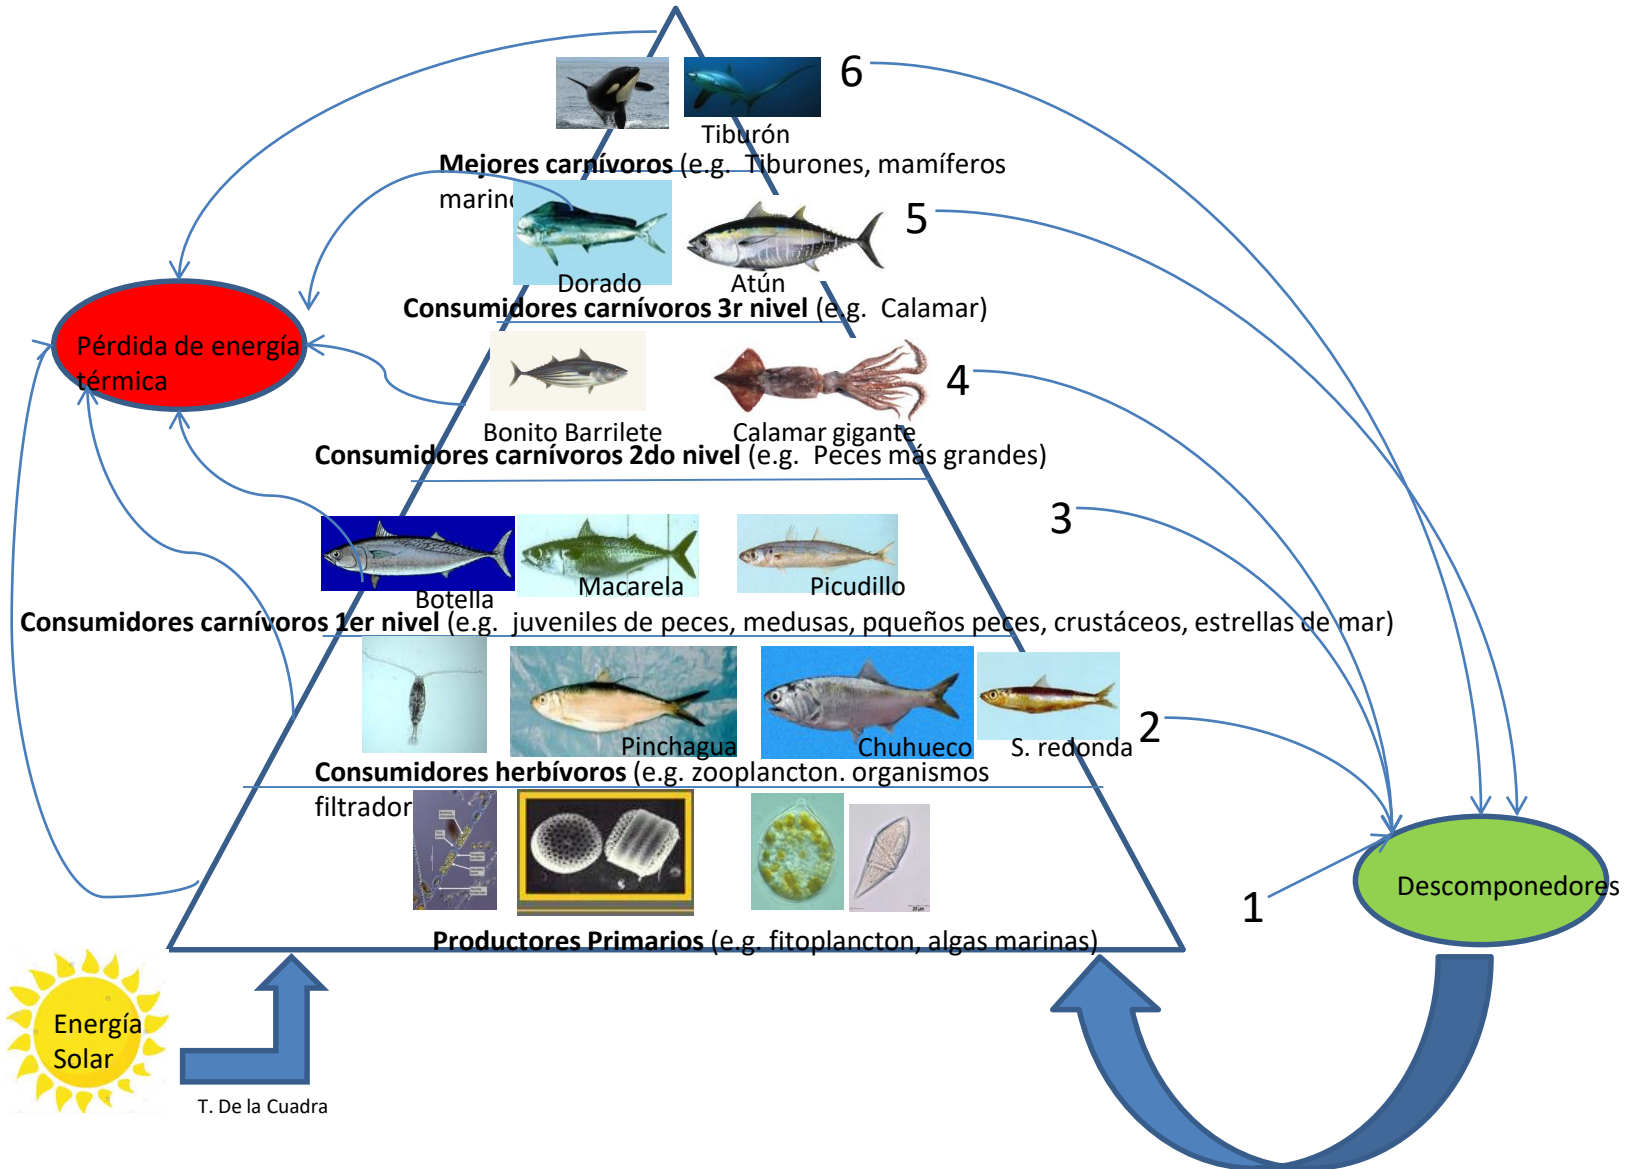 6
Tiburón
Mejores carnívoros (e.g. Tiburones, mamíferos
marino
5
Dorado
Atún
Consumidores carnívoros 3r nivel (e.g. Calamar)
Pérdida de energía
térmica
4
Bonito Barrilete
Calamar gigante
Consumidores carnívoros 2do nivel (e.g. Peces más grandes)
3
Botella
Macarela
Picudillo
Consumidores carnívoros 1er nivel (e.g. juveniles de peces, medusas, pqueños peces, crustáceos, estrellas de mar)
2
Pinchagua
Chuhueco
S. redonda
Consumidores herbívoros (e.g. zooplancton. organismos
filtrador
1
Descomponedores
Productores Primarios (e.g. fitoplancton, algas marinas)
Energía
Solar
T. De la Cuadra